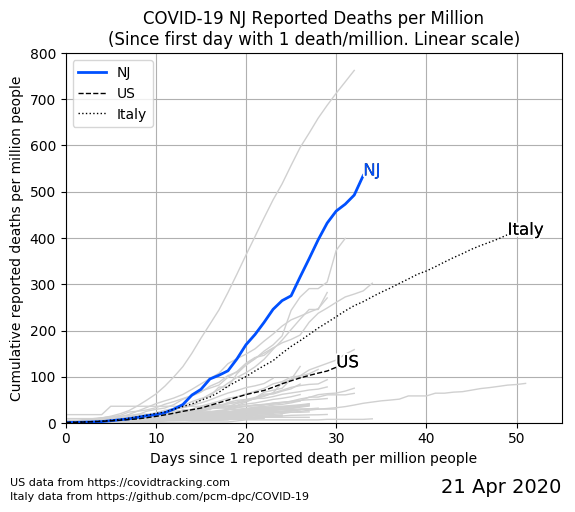 COVID-19 NJ Reported Deaths per Million
(Since first day with 1 death/million. Linear scale)
Cumulative reported deaths per million people
800
700
600
500
400
300
200
100
0
NJ
US
Italy
NJ
Italy
US
0 10 20 30 40 50
Days since 1 reported death per million people
US data from https://covidtracking.com
Italy data from https://github.com/pcm-dpc/COVID-19
21 Apr 2020